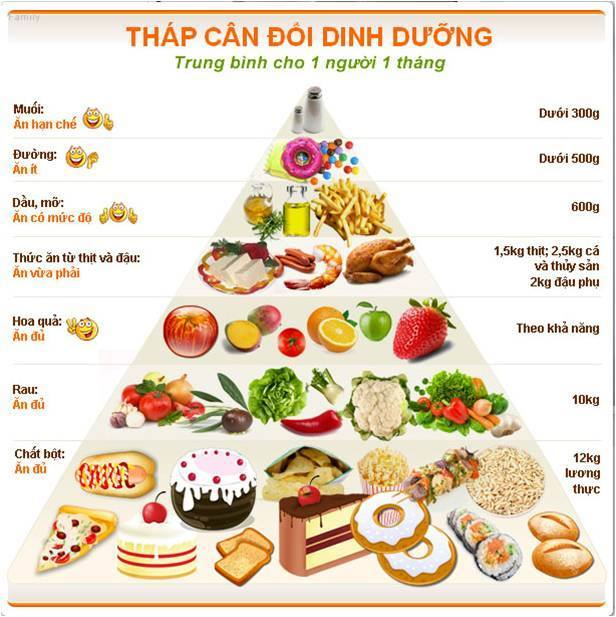 Family
THÁP CÂN ĐỐI DINH DƯỠNG
Trung bình cho 1 người 1 tháng
Muối:
Ăn hạn chế
Dưới 300g
Đường:
Ăn ít
Dưới 500g
Dầu, mỡ:
Ăn có mức độ
600g
Thức ăn từ thịt và đậu:
Ăn vừa phải
1,5kg thịt; 2,5kg cá
và thủy sản
2kg đậu phụ
Hoa quả:
Ăn đủ
Theo khả năng
Rau:
Ăn đủ
10kg
Chất bột:
Ăn đủ
12kg
lương
thực